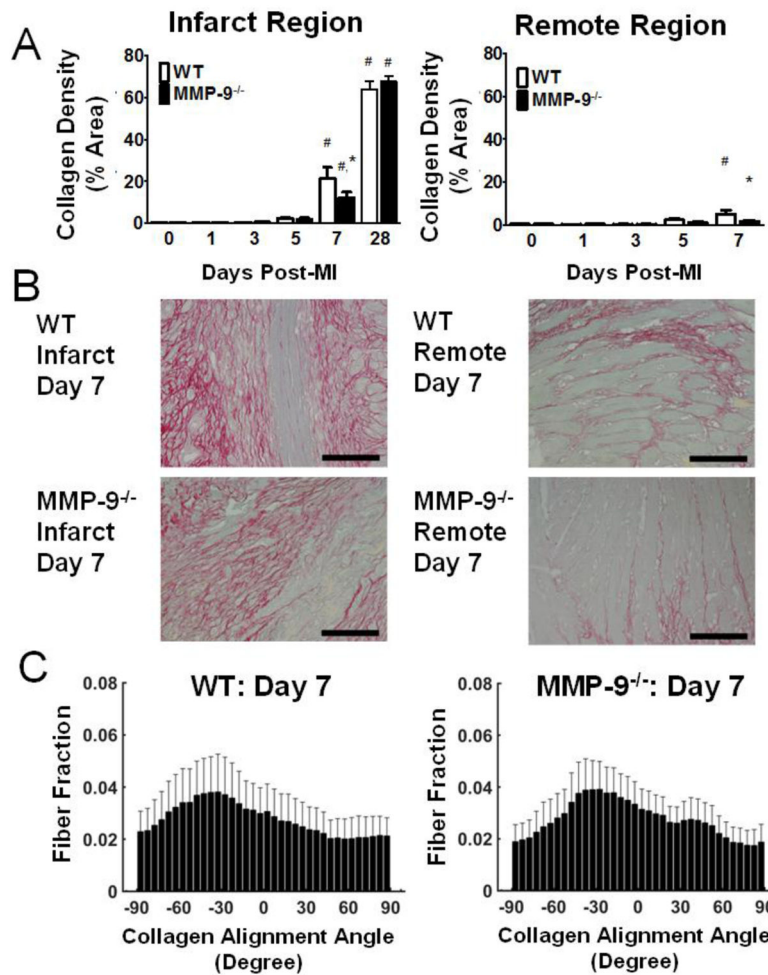 A
Infarct Region
Remote Region
Collagen Density
(% Area)
80
60
40
20
0
WT
MMP-9-/-
#
#,*
# #
0 1 3 5 7 28
Days Post-MI
Collagen Density
(% Area)
80
60
40
20
0
WT
MMP-9-/-
#
*
0 1 3 5 7
Days Post-MI
B
WT
Infarct
Day 7
WT
Remote
Day 7
MMP-9-/-
Infarct
Day 7
MMP-9-/-
Remote
Day 7
C
WT: Day 7
Fiber Fraction
0.08
0.06
0.04
0.02
0
-90 -60 -30 0 30 60 90
Collagen Alignment Angle
(Degree)
MMP-9-/-: Day 7
Fiber Fraction
0.08
0.06
0.04
0.02
0
-90 -60 -30 0 30 60 90
Collagen Alignment Angle
(Degree)